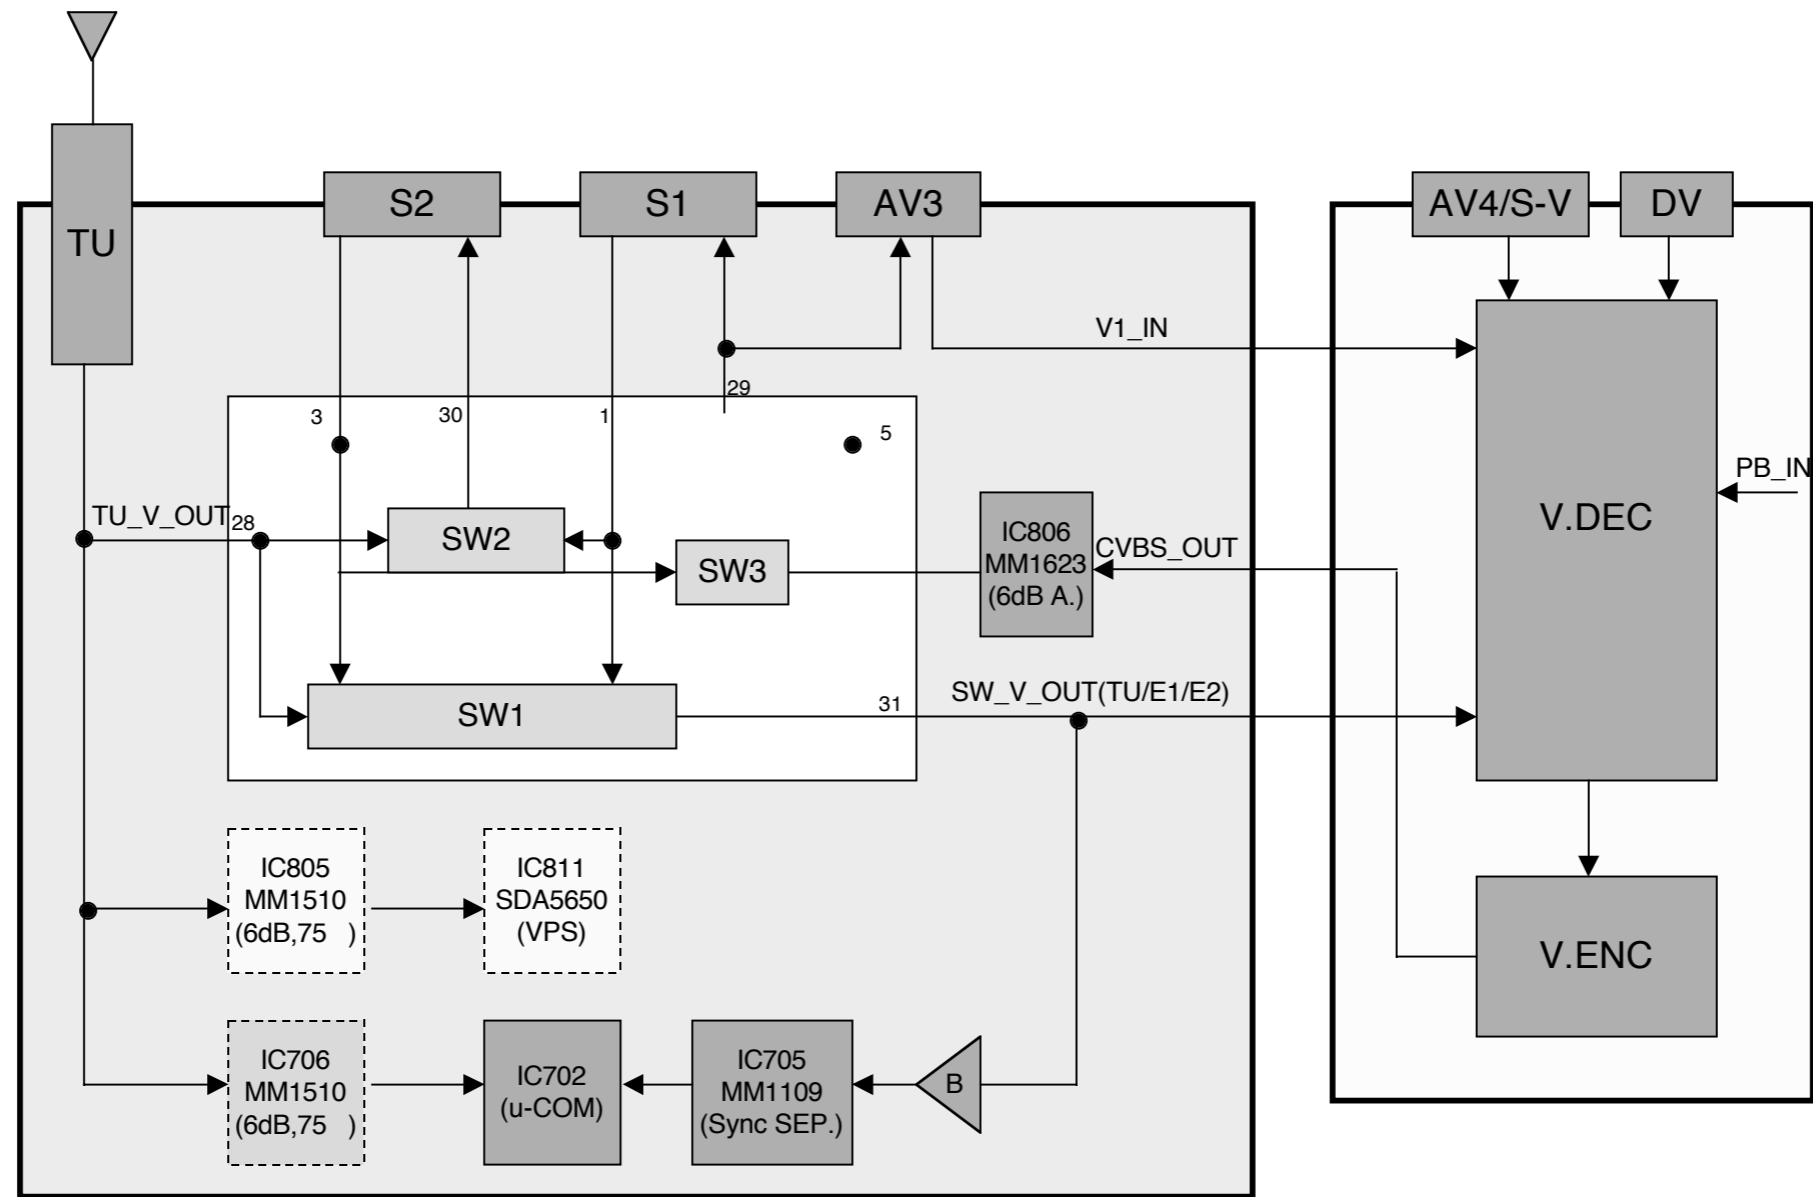 TU
S2
S1
AV3
AV4/S-V
DV
V1_IN
29
3
30
1
5
PB_IN
TU_V_OUT
28
SW2
SW3
IC806
MM1623
(6dB A.)
CVBS_OUT
V.DEC
SW1
31
SW_V_OUT(TU/E1/E2)
IC805
MM1510
(6dB,75 )
IC811
SDA5650
(VPS)
V.ENC
IC706
MM1510
(6dB,75 )
IC702
(u-COM)
IC705
MM1109
(Sync SEP.)
B